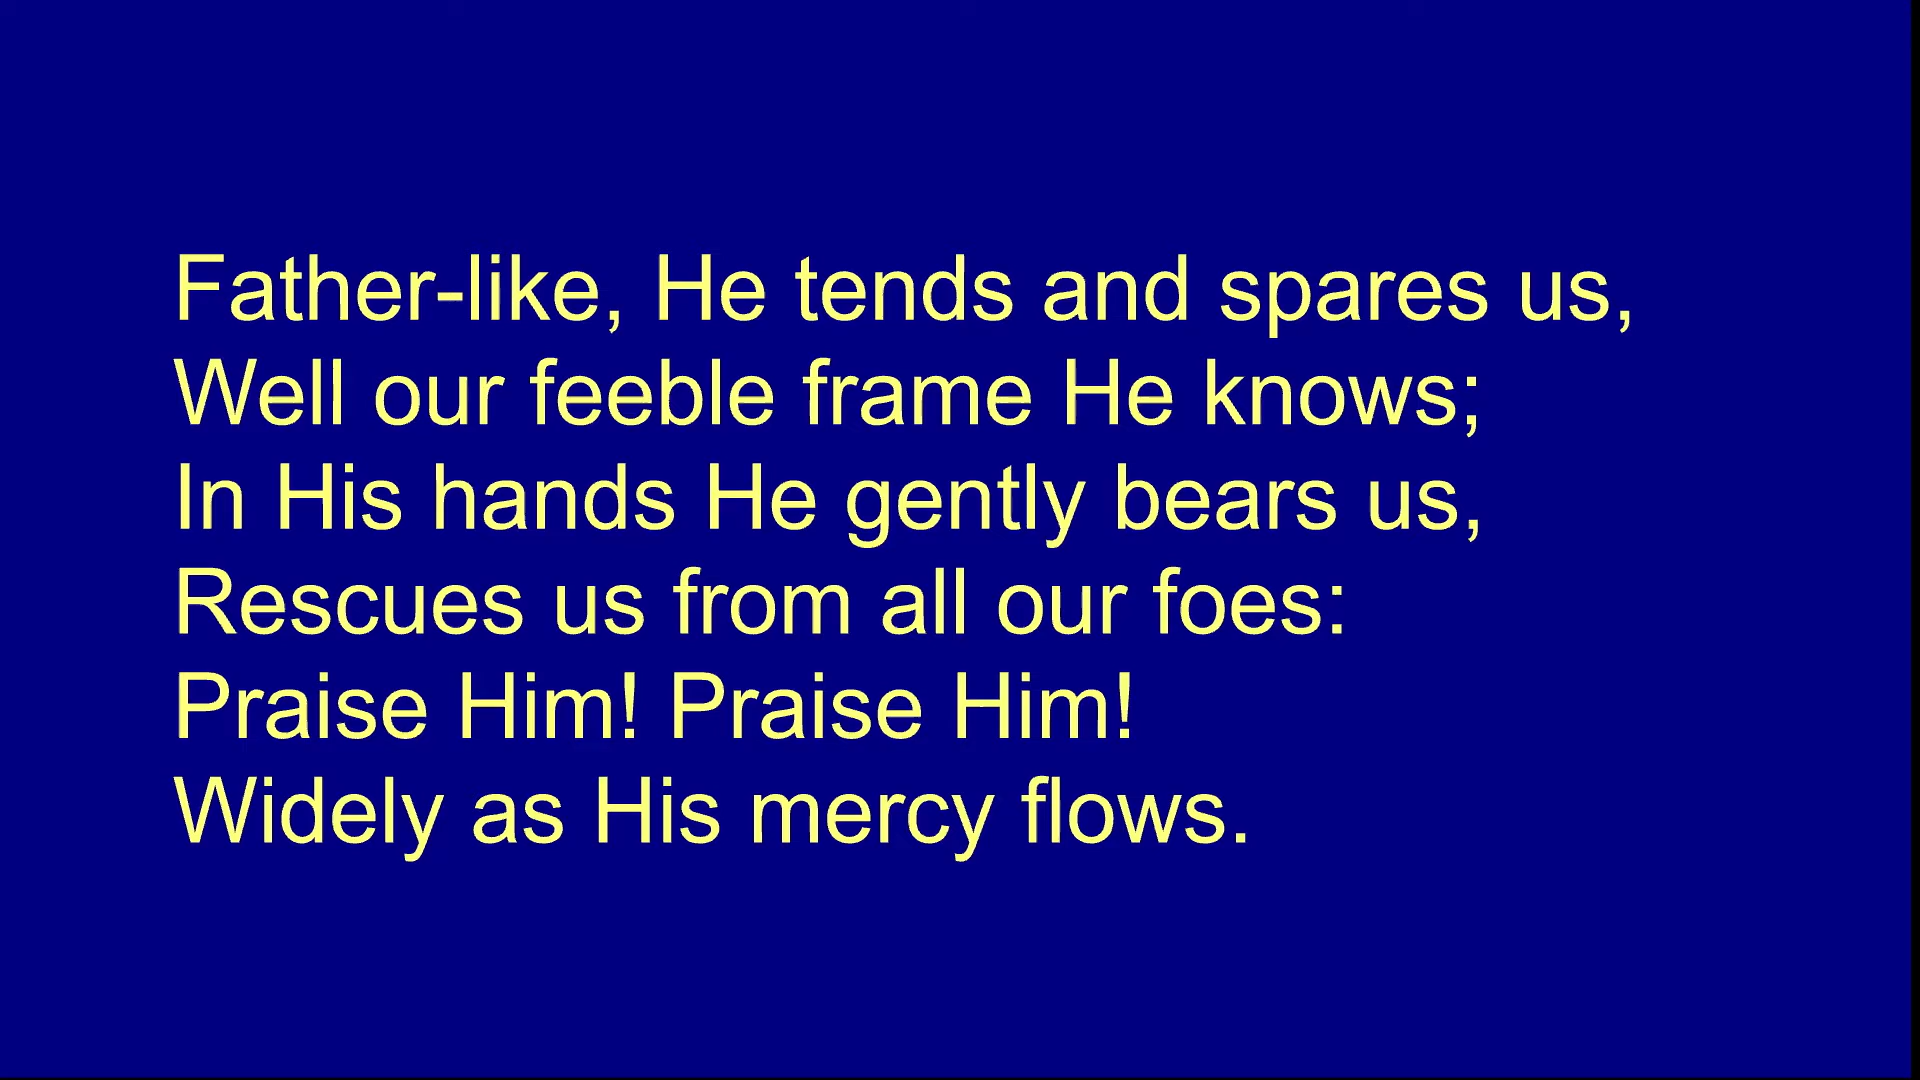 Father-like, He tends and spares us,
Well our feeble frame He knows;
In His hands He gently bears us,
Rescues us from all our foes:
Praise Him! Praise Him!
Widely as His mercy flows.